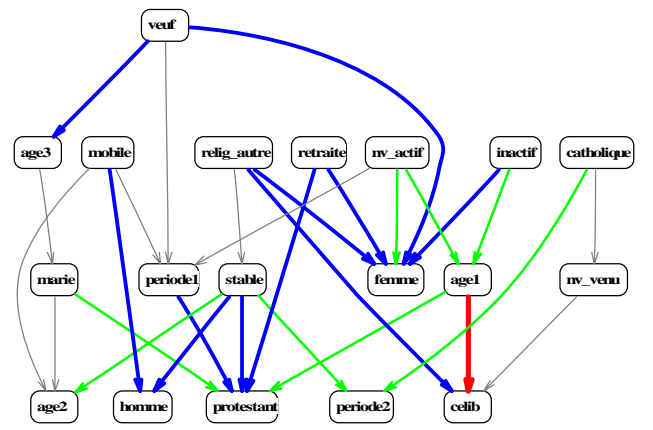 veuf
age3 mobile relig_autre retraite nv_actif inactif catholique
marie periode1 stable femme age1 nv_venu
age2 homme protestant periode2 celib